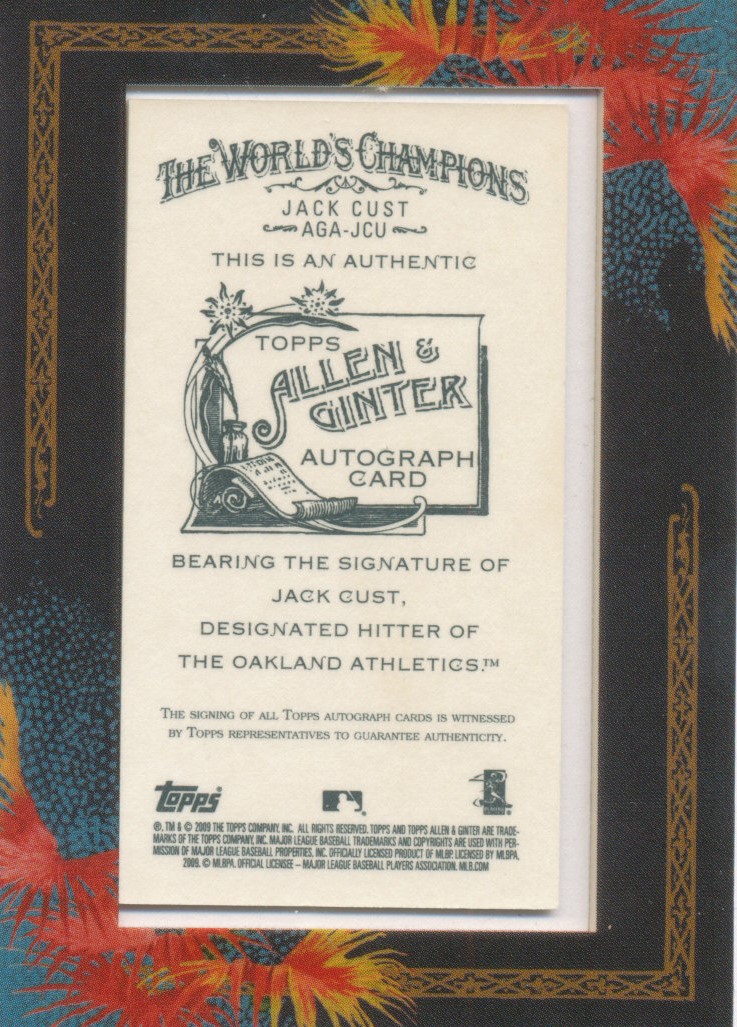 THE WORLD'S CHAMPIONS
JACK CUST
AGA-JCU
THIS IS AN AUTHENTIC
TOPPS
ALLEN &
GINTER
AUTOGRAPH
CARD
BEARING THE SIGNATURE OF
JACK CUST,
DESIGNATED HITTER OF
THE OAKLAND ATHLETICS.™
THE SIGNING OF ALL TOPPS AUTOGRAPH CARDS IS WITNESSED
BY TOPPS REPRESENTATIVES TO GUARANTEE AUTHENTICITY.
topps®
®, TM & © 2009 THE TOPPS COMPANY, INC. ALL RIGHTS RESERVED. TOPPS AND TOPPS ALLEN & GINTER ARE TRADE-
MARKS OF THE TOPPS COMPANY, INC. MAJOR LEAGUE BASEBALL TRADEMARKS AND COPYRIGHTS ARE USED WITH PER-
MISSION OF MAJOR LEAGUE BASEBALL PROPERTIES, INC. OFFICIALLY LICENSED PRODUCT OF MLBP. LICENSED BY MLBPA.
2009. © MLBPA. OFFICIAL LICENSEE – MAJOR LEAGUE BASEBALL PLAYERS ASSOCIATION. MLB.COM